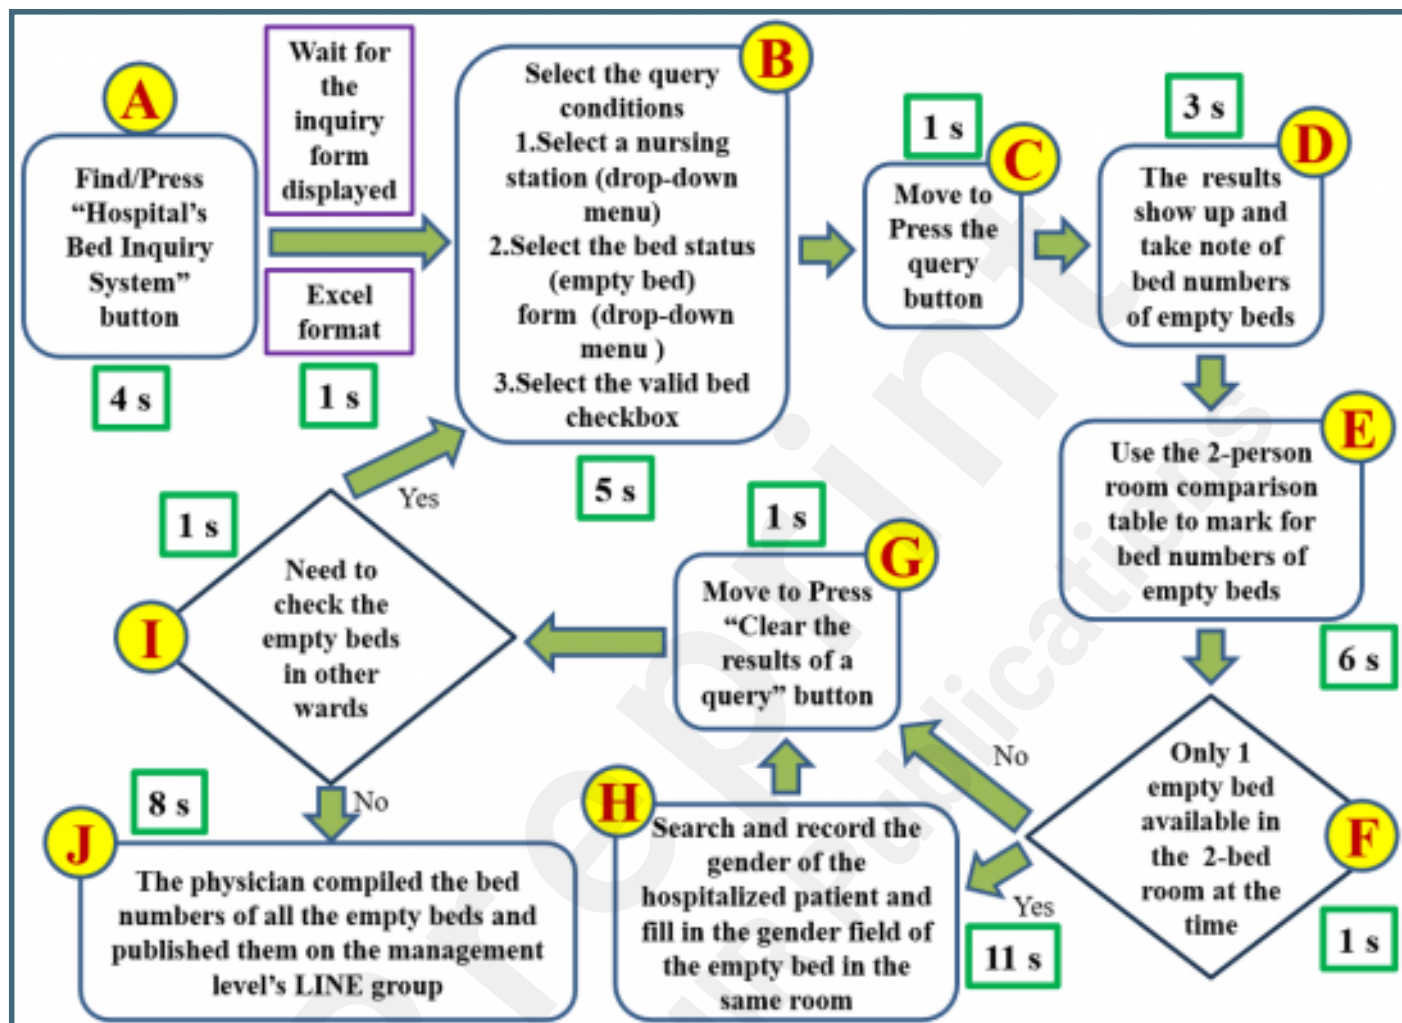 A
Find/Press
“Hospital’s
Bed Inquiry
System”
button
4 s
Wait for
the
inquiry
form
displayed
Excel
format
1 s
B
Select the query
conditions
1.Select a nursing
station (drop-down
menu)
2.Select the bed status
(empty bed)
form (drop-down
menu )
3.Select the valid bed
checkbox
5 s
1 s
C
Move to
Press the
query
button
3 s
D
The results
show up and
take note of
bed numbers
of empty beds
E
Use the 2-person
room comparison
table to mark for
bed numbers of
empty beds
6 s
F
Only 1
empty bed
available in
the 2-bed
room at the
time
1 s
No
Yes
11 s
H
Search and record the
gender of the
hospitalized patient and
fill in the gender field of
the empty bed in the
same room
1 s
G
Move to Press
“Clear the
results of a
query” button
1 s
I
Need to
check the
empty beds
in other
wards
Yes
No
8 s
J
The physician compiled the bed
numbers of all the empty beds and
published them on the management
level’s LINE group
Preprint
Publications